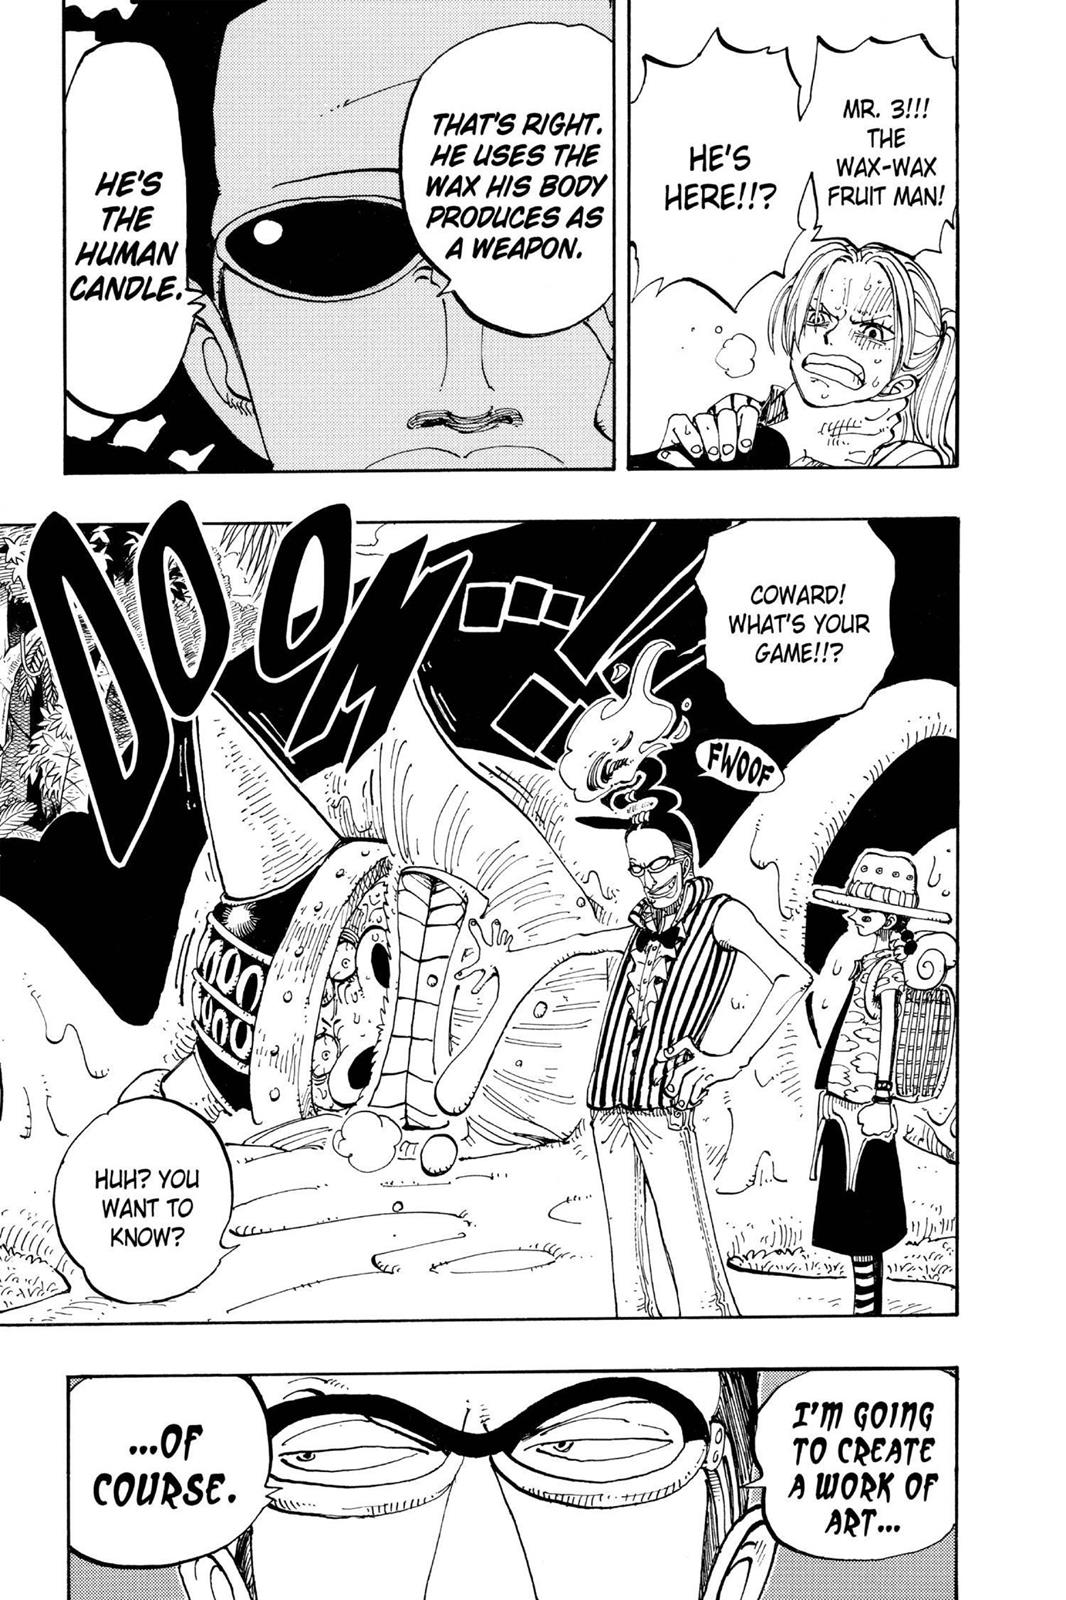 MR. 3!!!
THE
WAX-WAX
FRUIT MAN!
HE'S
HERE!!?
THAT'S RIGHT.
HE USES THE
WAX HIS BODY
PRODUCES AS
A WEAPON.
HE'S
THE
HUMAN
CANDLE.
COWARD!
WHAT'S YOUR
GAME!!?
DOOM...!!
FWOOF
HUH? YOU
WANT TO
KNOW?
I'M GOING
TO CREATE
A WORK OF
ART...
...OF
COURSE.